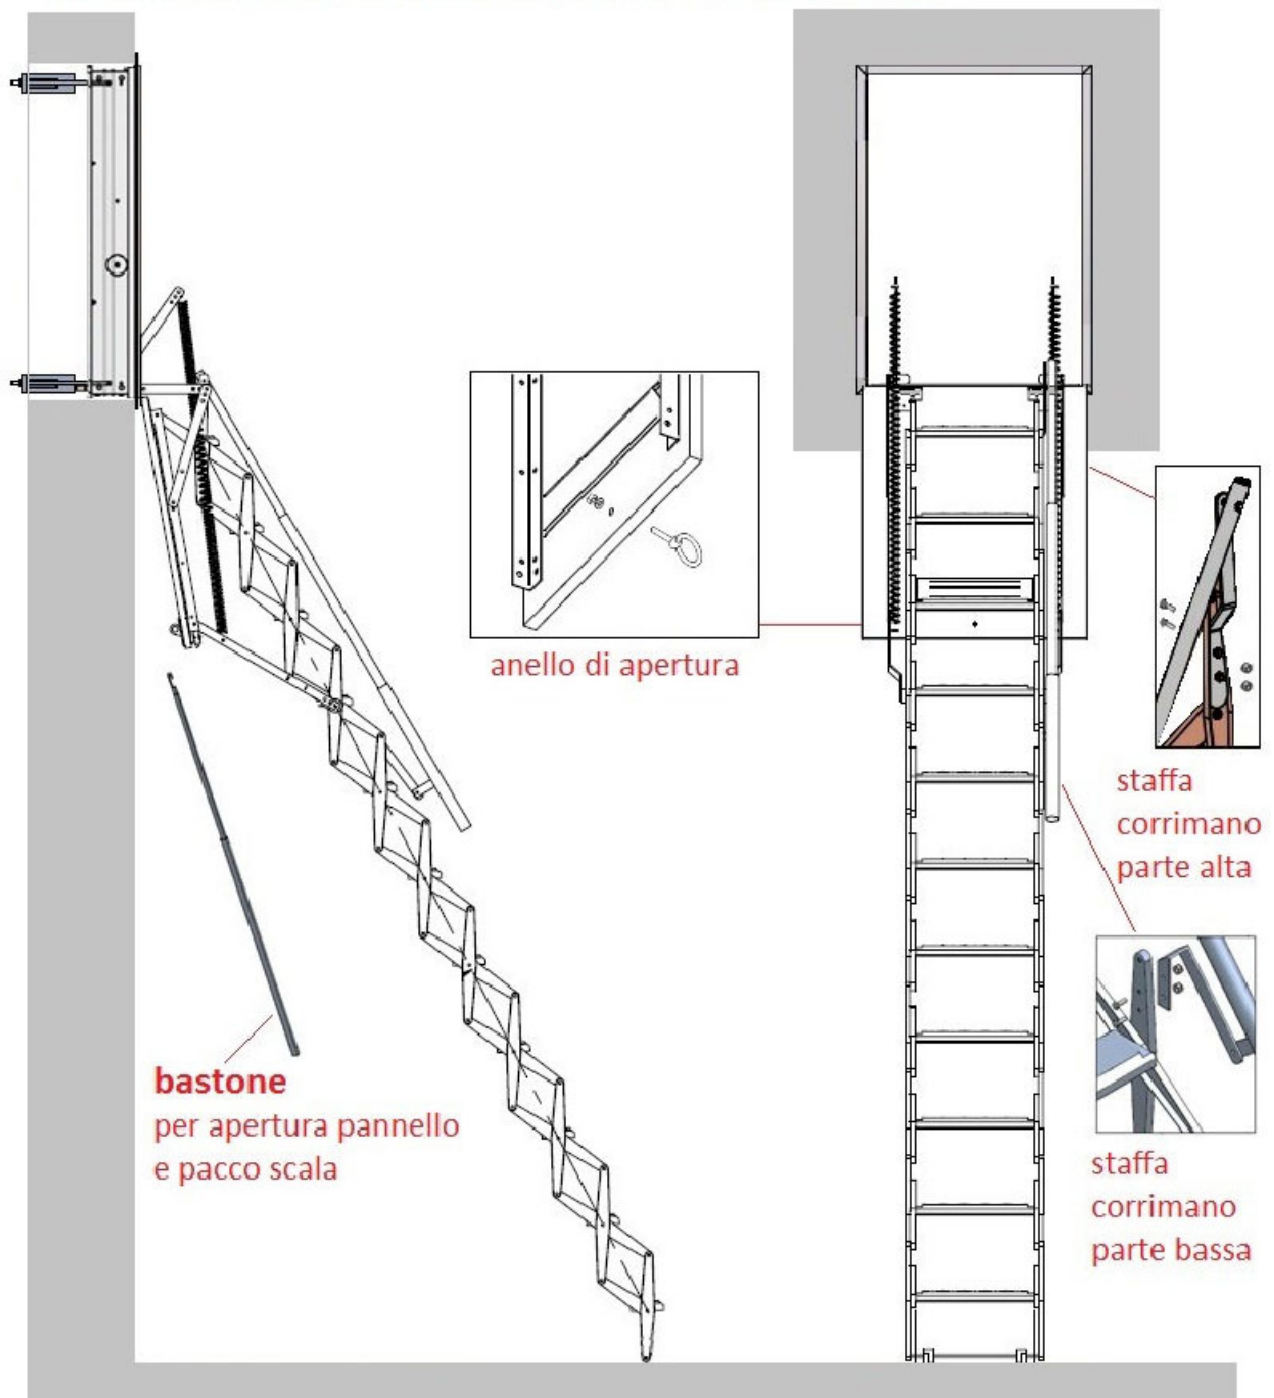 anello di apertura
staffa
corrimano
parte alta
bastone
per apertura pannello
e pacco scala
staffa
corrimano
parte bassa